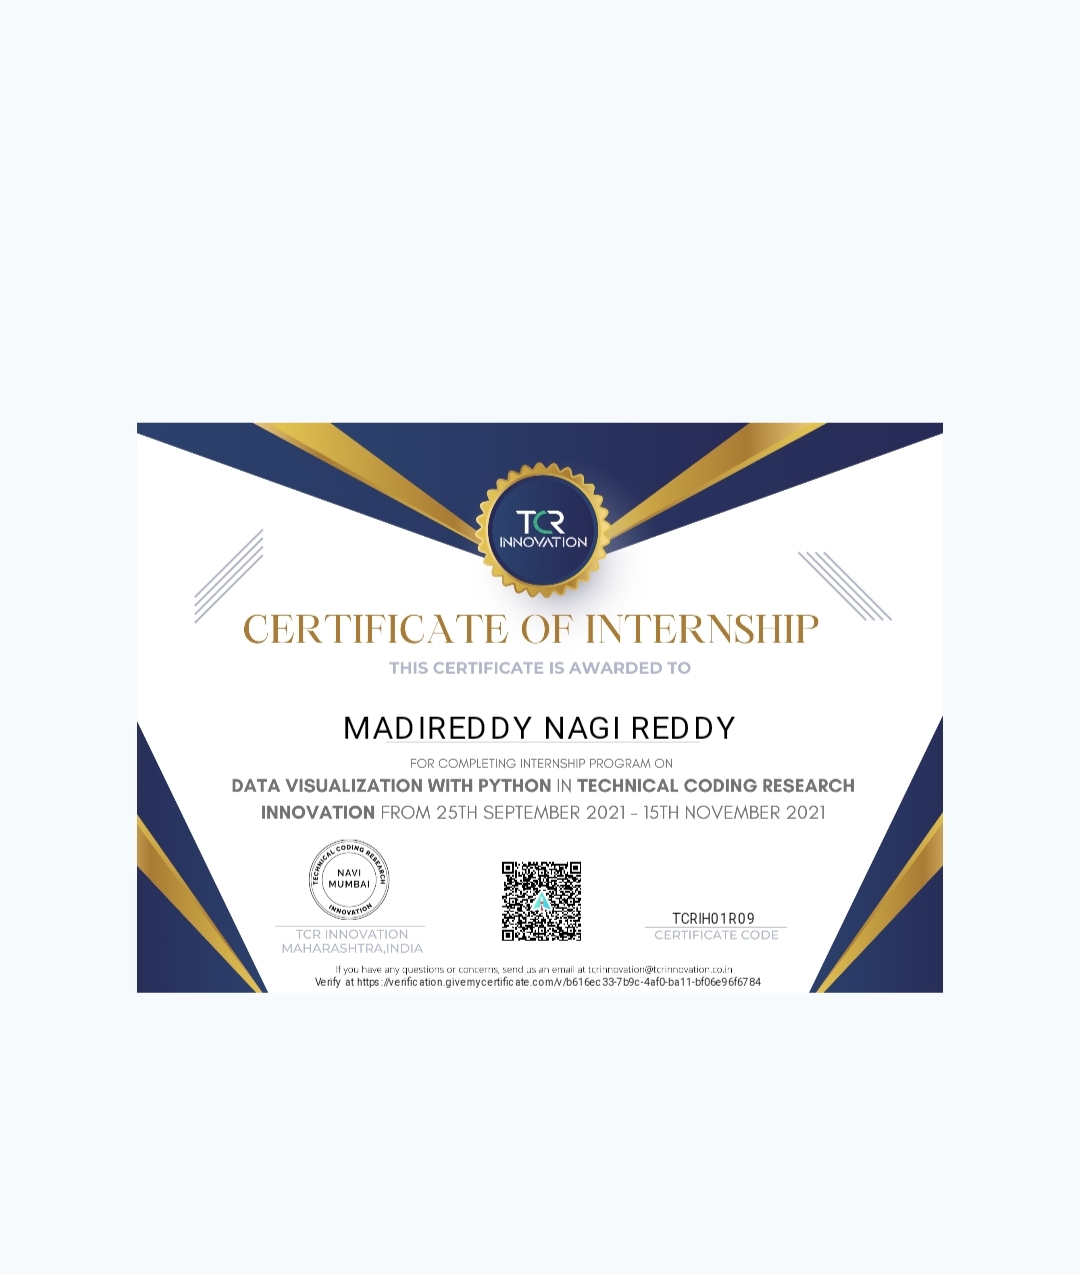 TCR
INNOVATION
CERTIFICATE OF INTERNSHIP
THIS CERTIFICATE IS AWARDED TO
MADIREDDY NAGI REDDY
FOR COMPLETING INTERNSHIP PROGRAM ON
DATA VISUALIZATION WITH PYTHON IN TECHNICAL CODING RESEARCH
INNOVATION FROM 25TH SEPTEMBER 2021 - 15TH NOVEMBER 2021
TECHNICAL CODING RESEARCH
NAVI
MUMBAI
INNOVATION
TCR INNOVATION
MAHARASHTRA,INDIA
TCRIH01R09
CERTIFICATE CODE
If you have any questions or concerns, send us an email at tcrinnovation@tcrinnovation.co.in
Verify at https://verification.givemycertificate.com/v/b616ec33-7b9c-4af0-ba11-bf06e96f6784